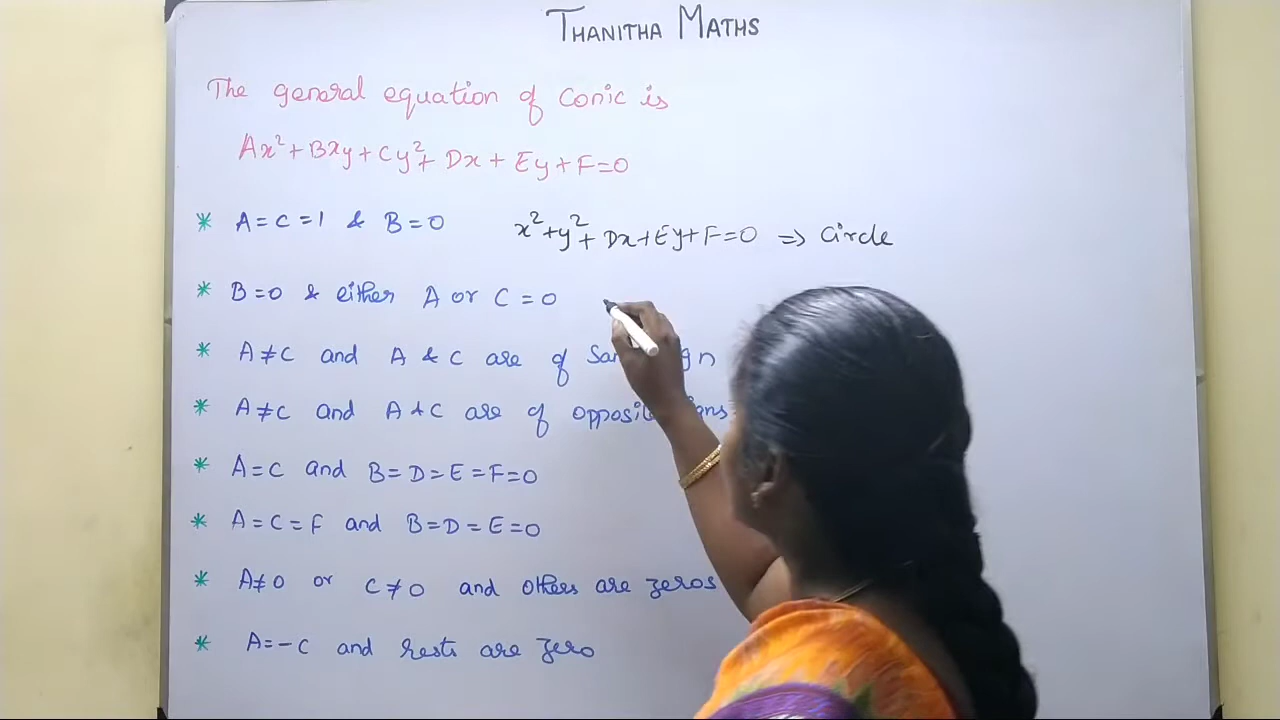 THANITHA MATHS
The general equation of Conic is
Ax²+Bxy+Cy²+ Dx + Ey+F=0
* A=C=1 & B=0 x²+y²+ Dx+Ey+F=0 ⇒ Circle
* B=0 & either A or C = 0
* A≠C and A & C are of
* A≠C and A & C are of
* A=C and B=D=E=F=0
* A=C=F and B=D=E=0
* A≠0 or C≠0 and others are zeros
* A=-C and rests are zero